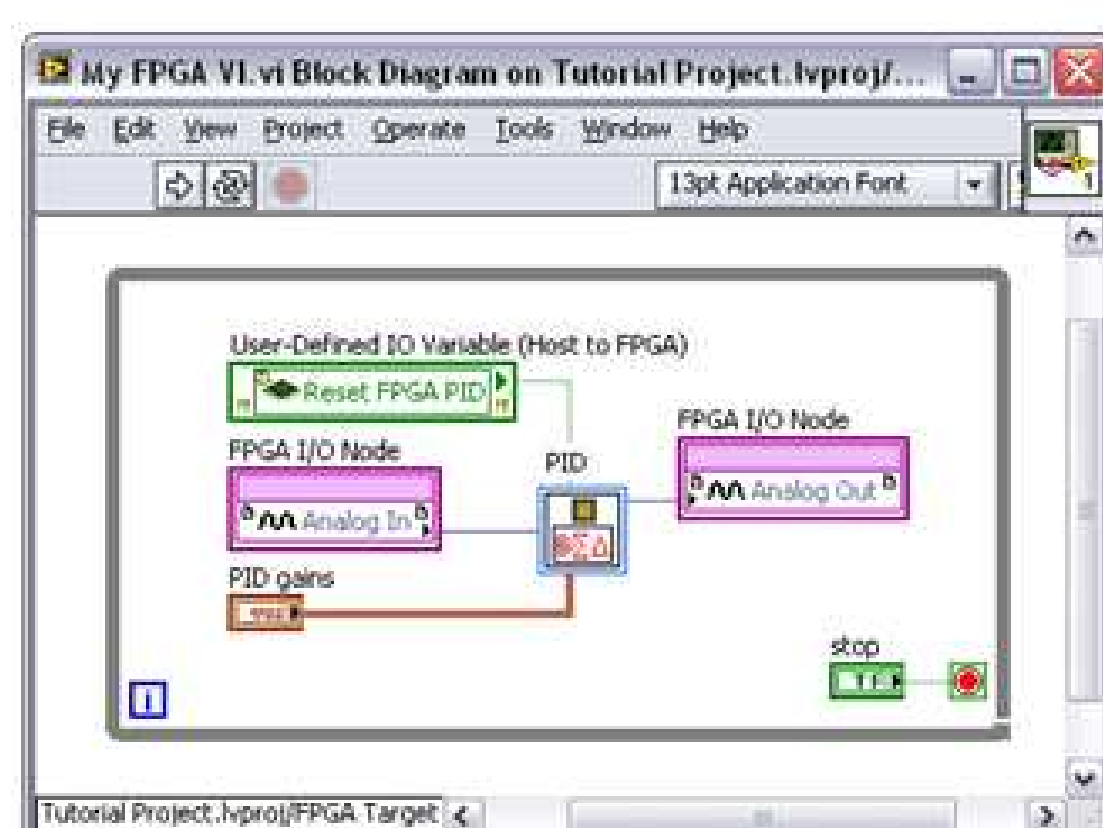 My FPGA VI.vi Block Diagram on Tutorial Project.lvproj/...
File Edit View Project Operate Tools Window Help
13pt Application Font
1
User-Defined IO Variable (Host to FPGA)
Reset FPGA PID
FPGA I/O Node
Analog In
PID
FPGA I/O Node
Analog Out
PID gains
stop
i
Tutorial Project.lvproj/FPGA Target